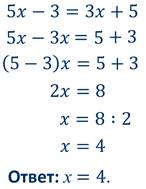 5x − 3 = 3x + 5
5x − 3x = 5 + 3
(5 − 3)x = 5 + 3
2x = 8
x = 8 : 2
x = 4
Ответ: x = 4.